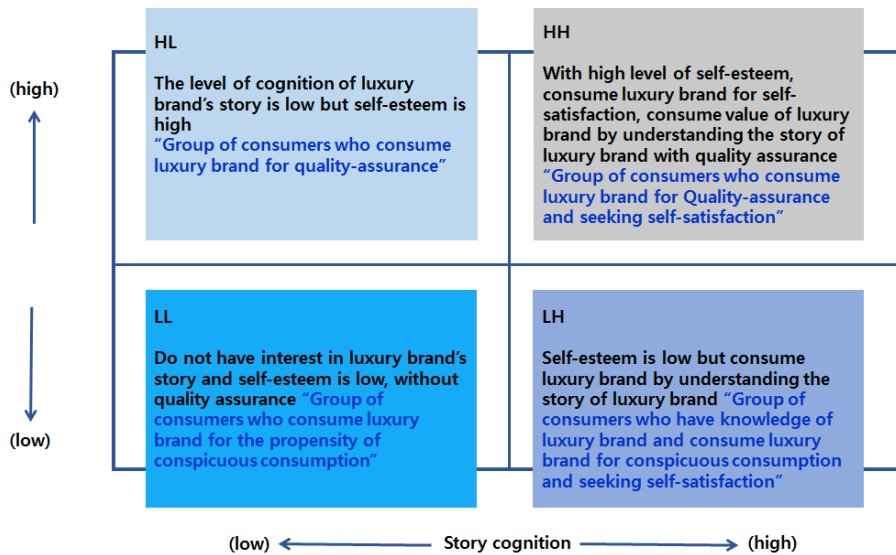 (high)
(low)
HL
The level of cognition of luxury
brand's story is low but self-esteem is
high
“Group of consumers who consume
luxury brand for quality-assurance”
HH
With high level of self-esteem,
consume luxury brand for self-
satisfaction, consume value of luxury
brand by understanding the story of
luxury brand with quality assurance
“Group of consumers who consume
luxury brand for Quality-assurance
and seeking self-satisfaction”
LL
Do not have interest in luxury brand's
story and self-esteem is low, without
quality assurance “Group of
consumers who consume luxury
brand for the propensity of
conspicuous consumption”
LH
Self-esteem is low but consume
luxury brand by understanding the
story of luxury brand “Group of
consumers who have knowledge of
luxury brand and consume luxury
brand for conspicuous consumption
and seeking self-satisfaction”
(low) Story cognition (high)